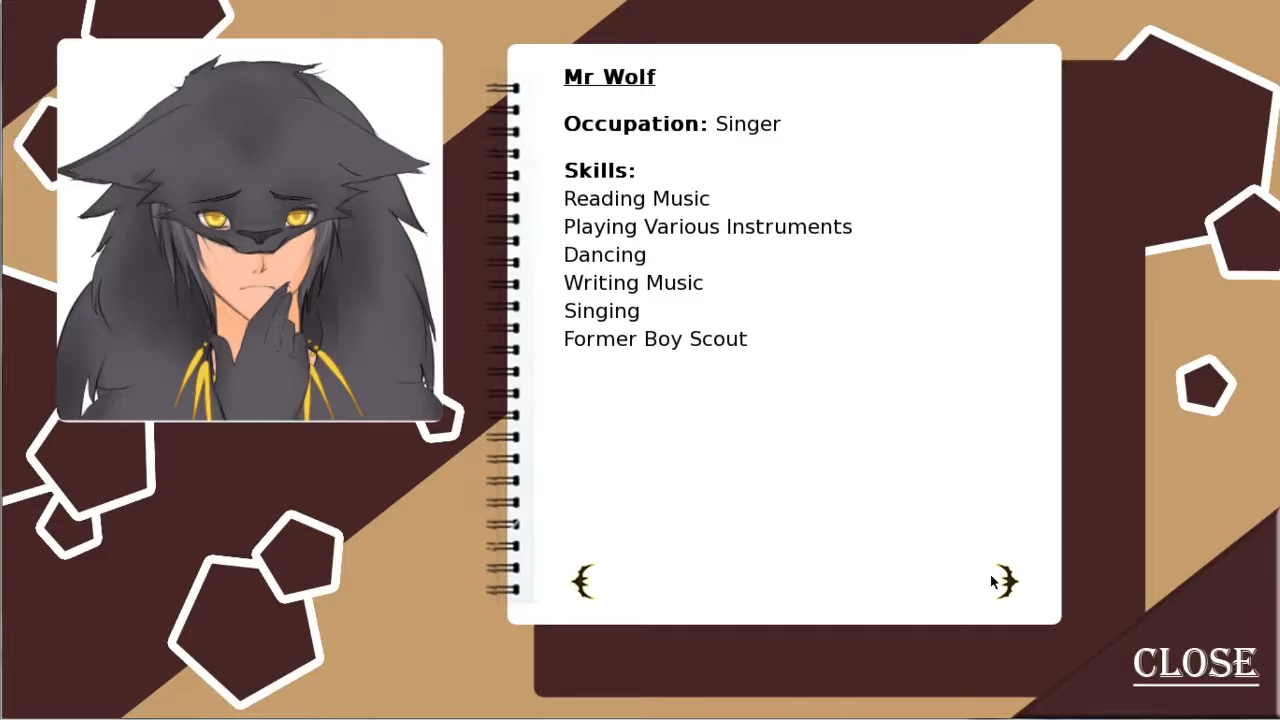 Mr Wolf
Occupation: Singer
Skills:
Reading Music
Playing Various Instruments
Dancing
Writing Music
Singing
Former Boy Scout
CLOSE